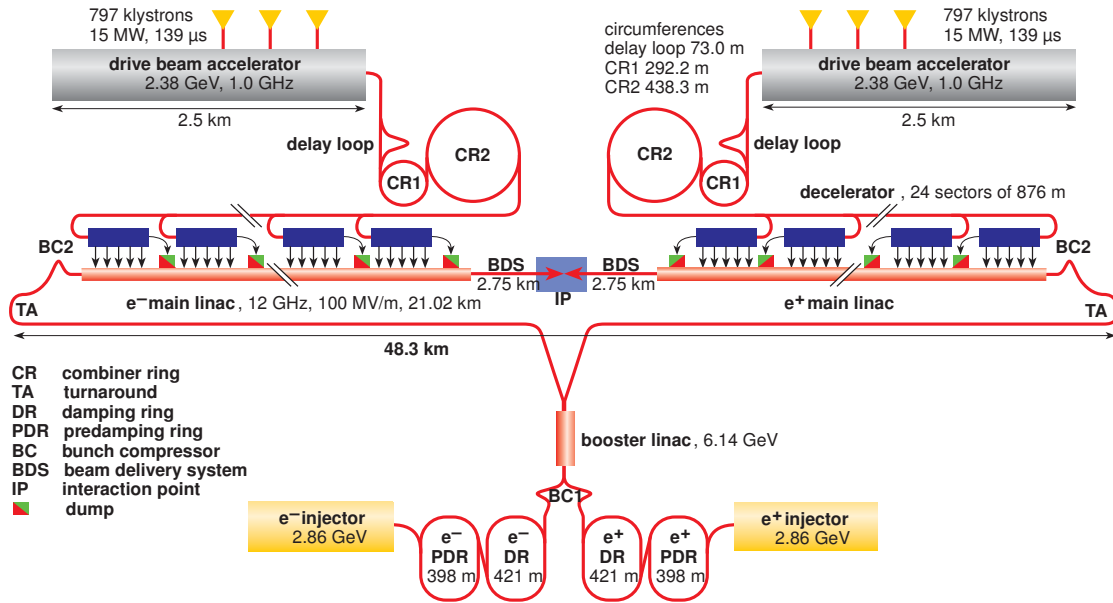 797 klystrons
15 MW, 139 µs
drive beam accelerator
2.38 GeV, 1.0 GHz
2.5 km
delay loop
CR1
CR2
circumferences
delay loop 73.0 m
CR1 292.2 m
CR2 438.3 m
797 klystrons
15 MW, 139 µs
drive beam accelerator
2.38 GeV, 1.0 GHz
2.5 km
delay loop
CR2
CR1
decelerator , 24 sectors of 876 m
BC2
BC2
BDS
2.75 km
IP
BDS
2.75 km
e– main linac , 12 GHz, 100 MV/m, 21.02 km
e+ main linac
TA
TA
48.3 km
CR combiner ring
TA turnaround
DR damping ring
PDR predamping ring
BC bunch compressor
BDS beam delivery system
IP interaction point
dump
booster linac , 6.14 GeV
BC1
e– injector
2.86 GeV
e–
PDR
398 m
e–
DR
421 m
e+
DR
421 m
e+
PDR
398 m
e+ injector
2.86 GeV